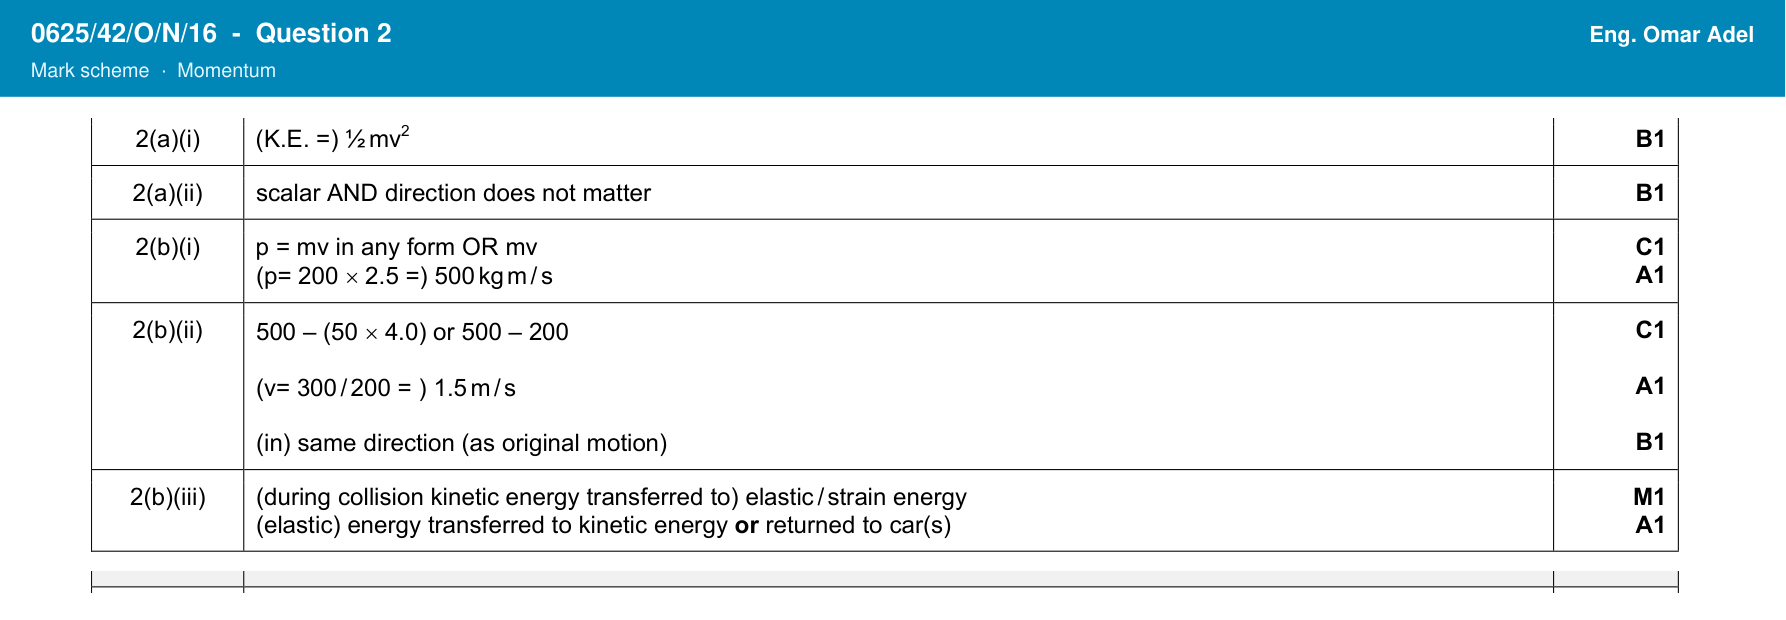 0625/42/O/N/16 - Question 2
Eng. Omar Adel
Mark scheme · Momentum
2(a)(i) (K.E. =) ½mv² B1
2(a)(ii) scalar AND direction does not matter B1
2(b)(i) p = mv in any form OR mv C1
(p= 200 × 2.5 =) 500kgm/s A1
2(b)(ii) 500 – (50 × 4.0) or 500 – 200 C1
(v= 300/200 = ) 1.5m/s A1
(in) same direction (as original motion) B1
2(b)(iii) (during collision kinetic energy transferred to) elastic/strain energy M1
(elastic) energy transferred to kinetic energy or returned to car(s) A1